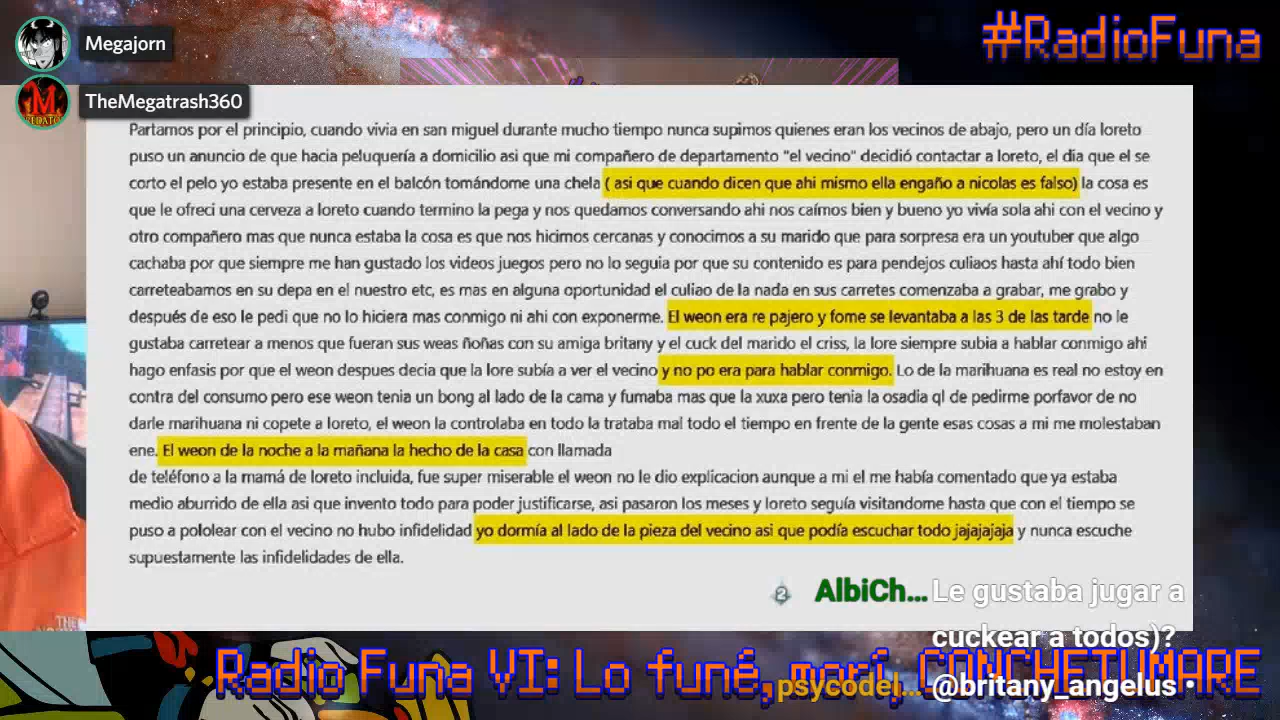 Megajorn
#RadioFuna
TheMegatrash360
Partamos por el principio, cuando vivia en san miguel durante mucho tiempo nunca supimos quienes eran los vecinos de abajo, pero un día loreto
puso un anuncio de que hacia peluquería a domicilio asi que mi compañero de departamento "el vecino" decidió contactar a loreto, el dia que el se
corto el pelo yo estaba presente en el balcón tomándome una chela ( asi que cuando dicen que ahi mismo ella engaño a nicolas es falso) la cosa es
que le ofreci una cerveza a loreto cuando termino la pega y nos quedamos conversando ahi nos caímos bien y bueno yo vivía sola ahi con el vecino y
otro compañero mas que nunca estaba la cosa es que nos hicimos cercanas y conocimos a su marido que para sorpresa era un youtuber que algo
cachaba por que siempre me han gustado los videos juegos pero no lo seguia por que su contenido es para pendejos culiaos hasta ahí todo bien
carreteabamos en su depa en el nuestro etc, es mas en alguna oportunidad el culiao de la nada en sus carretes comenzaba a grabar, me grabo y
después de eso le pedi que no lo hiciera mas conmigo ni ahi con exponerme. El weon era re pajero y fome se levantaba a las 3 de las tarde no le
gustaba carretear a menos que fueran sus weas ñoñas con su amiga britany y el cuck del marido el criss, la lore siempre subia a hablar conmigo ahi
hago enfasis por que el weon despues decia que la lore subía a ver el vecino y no po era para hablar conmigo. Lo de la marihuana es real no estoy en
contra del consumo pero ese weon tenia un bong al lado de la cama y fumaba mas que la xuxa pero tenia la osadia ql de pedirme porfavor de no
darle marihuana ni copete a loreto, el weon la controlaba en todo la trataba mal todo el tiempo en frente de la gente esas cosas a mi me molestaban
ene. El weon de la noche a la mañana la hecho de la casa con llamada
de teléfono a la mamá de loreto incluida, fue super miserable el weon no le dio explicacion aunque a mi el me había comentado que ya estaba
medio aburrido de ella asi que invento todo para poder justificarse, asi pasaron los meses y loreto seguía visitandome hasta que con el tiempo se
puso a pololear con el vecino no hubo infidelidad yo dormía al lado de la pieza del vecino asi que podía escuchar todo jajajajaja y nunca escuche
supuestamente las infidelidades de ella.
2 AlbiCh... Le gustaba jugar a
cuckear a todos)?
Radio Funa VI: Lo funé, morí, CONCHETUMARE
psycodel... @britany_angelus •